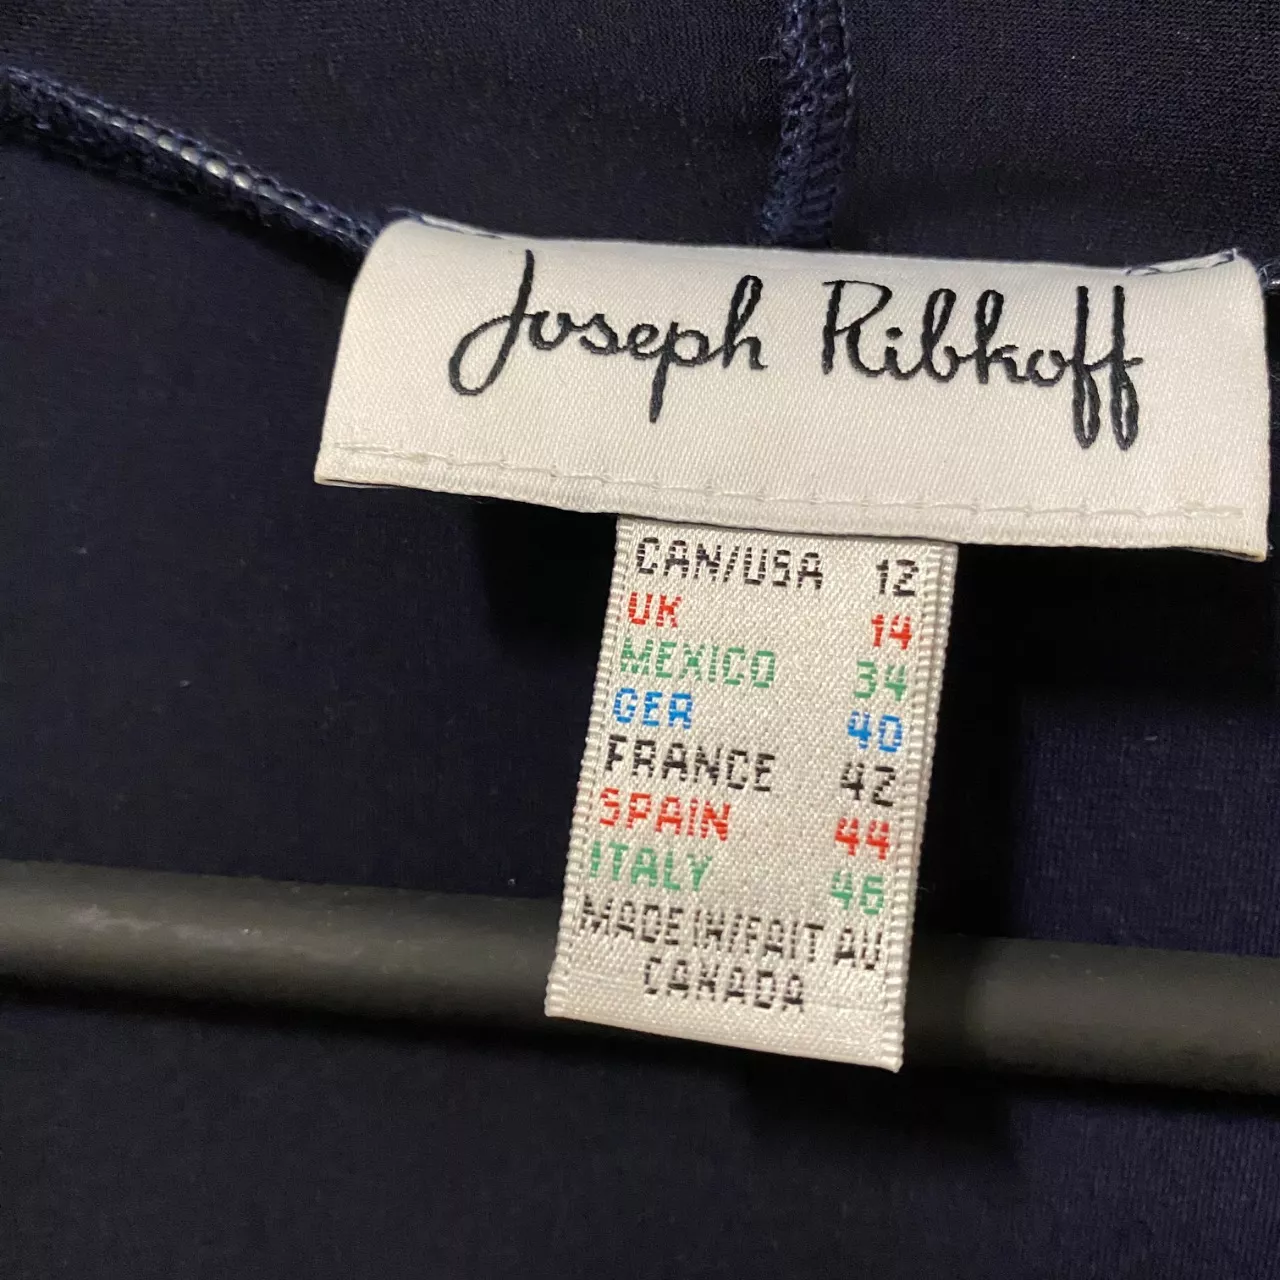 Joseph Ribkoff
CAN/USA 12
UK 14
MEXICO 34
GER 40
FRANCE 42
SPAIN 44
ITALY 46
MADE IN/FAIT AU
CANADA